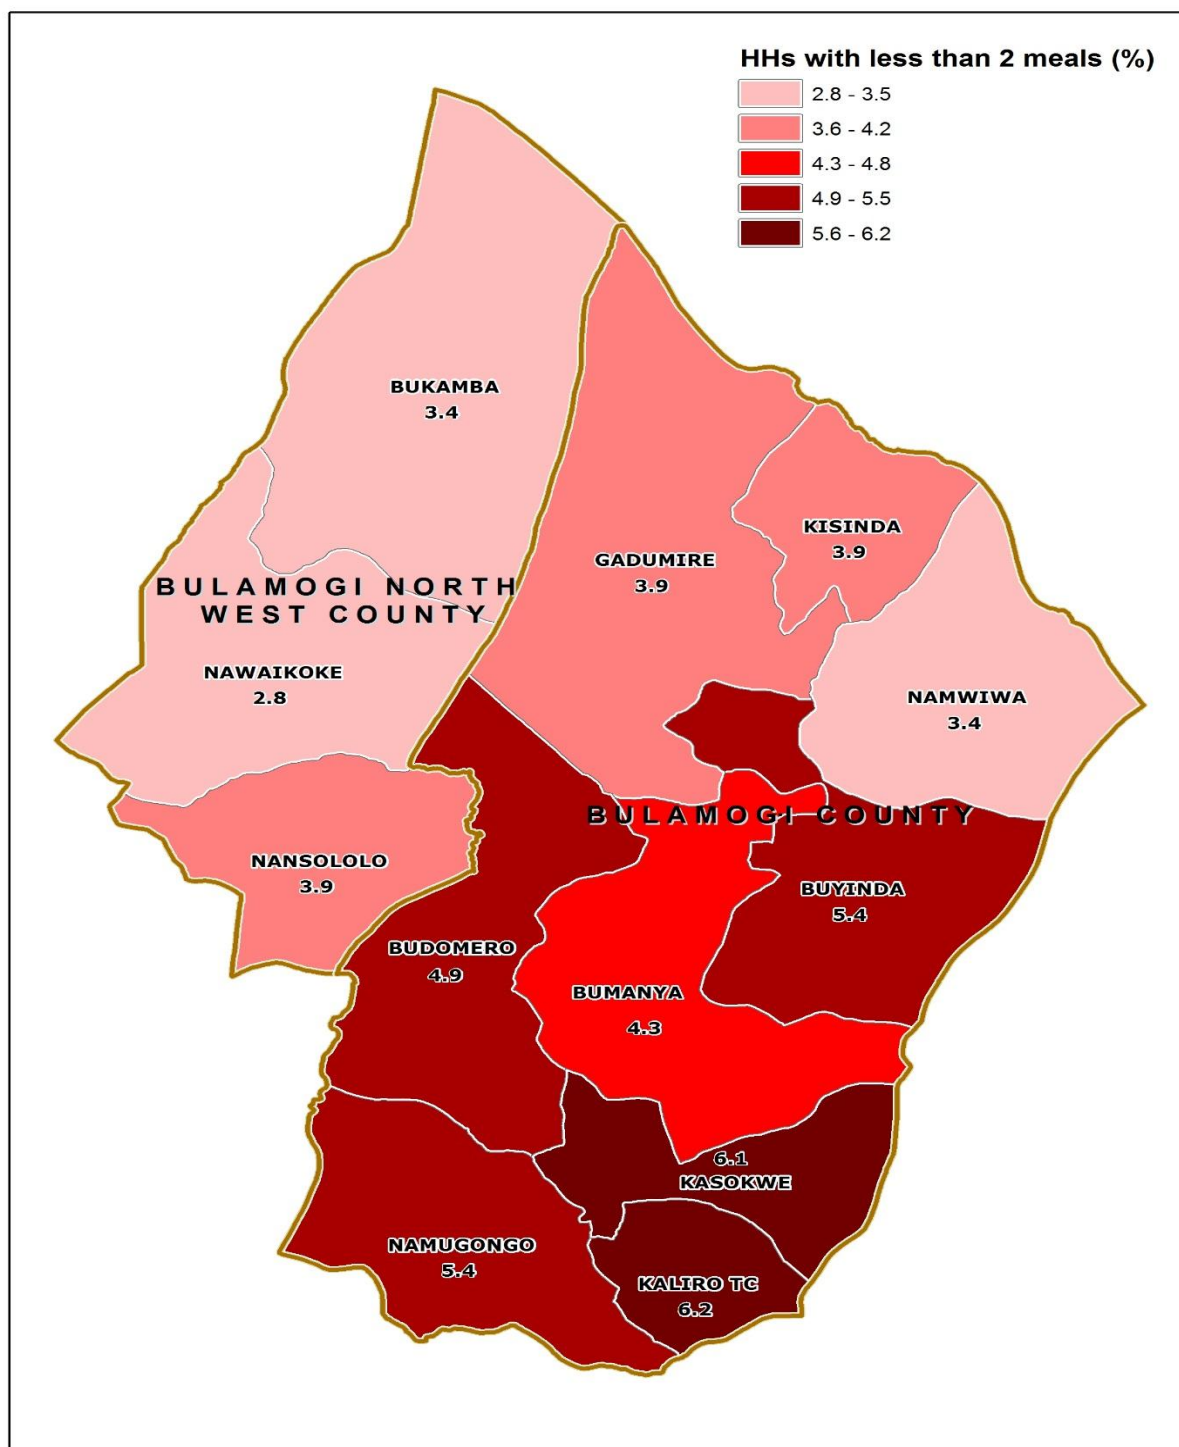 HHs with less than 2 meals (%)
2.8 - 3.5
3.6 - 4.2
4.3 - 4.8
4.9 - 5.5
5.6 - 6.2
BUKAMBA
3.4
KISINDA
3.9
GADUMIRE
3.9
BULAMOGI NORTH
WEST COUNTY
NAWAIKOKE
2.8
NAMWIWA
3.4
BULAMOGI COUNTY
NANSOLOLO
3.9
BUYINDA
5.4
BUDOMERO
4.9
BUMANYA
4.3
6.1
KASOKWE
NAMUGONGO
5.4
KALIRO TC
6.2